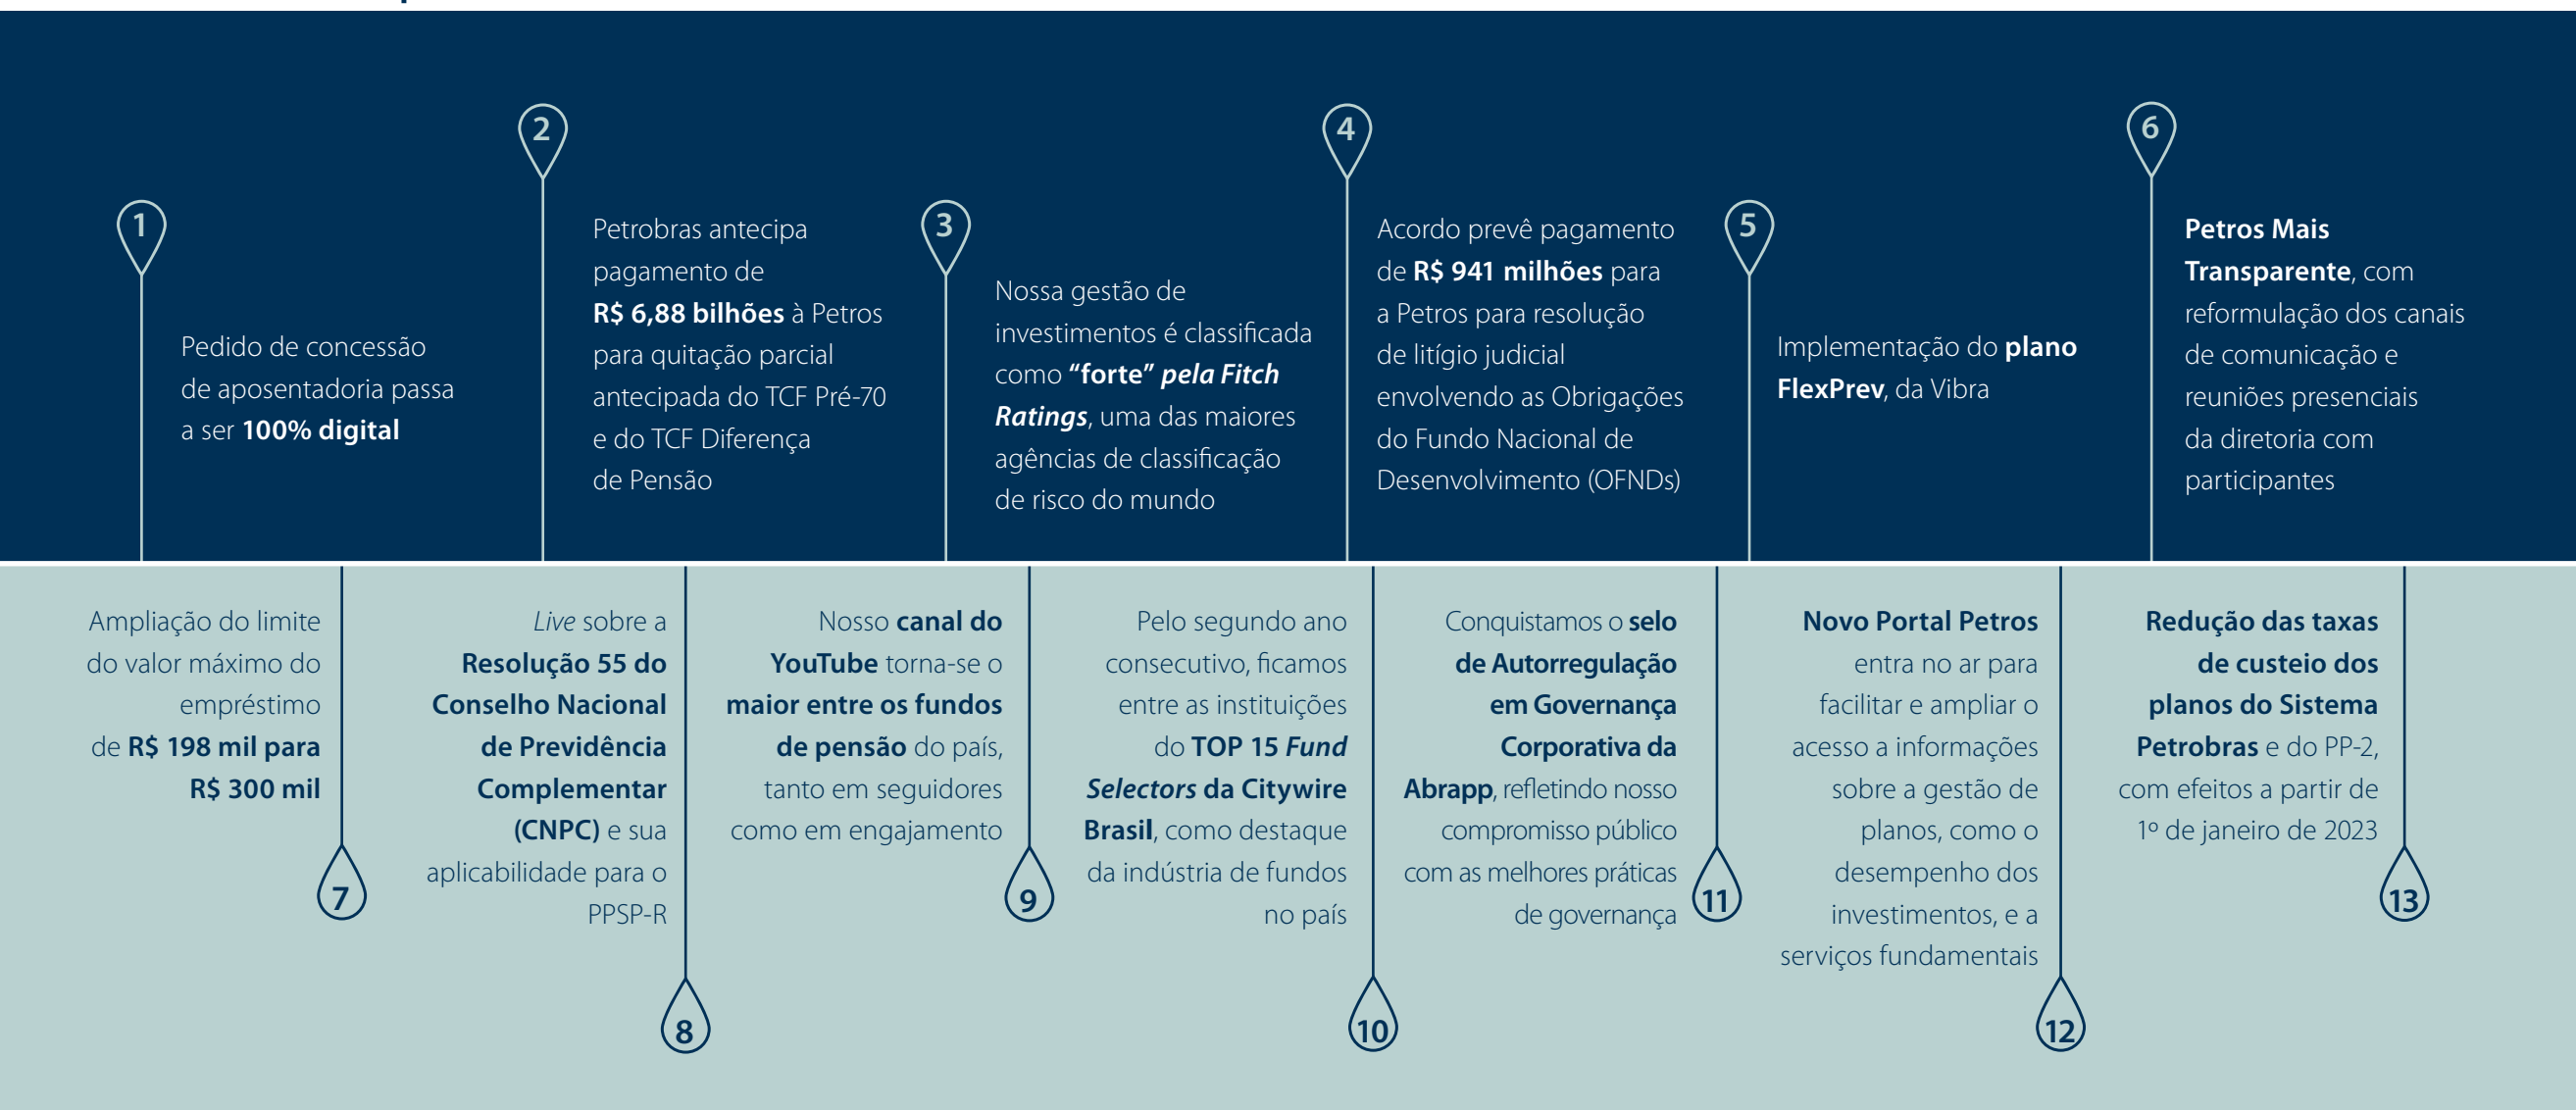 1
Pedido de concessão
de aposentadoria passa
a ser 100% digital
2
Petrobras antecipa
pagamento de
R$ 6,88 bilhões à Petros
para quitação parcial
antecipada do TCF Pré-70
e do TCF Diferença
de Pensão
3
Nossa gestão de
investimentos é classificada
como “forte” pela Fitch
Ratings, uma das maiores
agências de classificação
de risco do mundo
4
Acordo prevê pagamento
de R$ 941 milhões para
a Petros para resolução
de litígio judicial
envolvendo as Obrigações
do Fundo Nacional de
Desenvolvimento (OFNDs)
5
Implementação do plano
FlexPrev, da Vibra
6
Petros Mais
Transparente, com
reformulação dos canais
de comunicação e
reuniões presenciais
da diretoria com
participantes
Ampliação do limite
do valor máximo do
empréstimo
de R$ 198 mil para
R$ 300 mil
7
Live sobre a
Resolução 55 do
Conselho Nacional
de Previdência
Complementar
(CNPC) e sua
aplicabilidade para o
PPSP-R
8
Nosso canal do
YouTube torna-se o
maior entre os fundos
de pensão do país,
tanto em seguidores
como em engajamento
9
Pelo segundo ano
consecutivo, ficamos
entre as instituições
do TOP 15 Fund
Selectors da Citywire
Brasil, como destaque
da indústria de fundos
no país
10
Conquistamos o selo
de Autorregulação
em Governança
Corporativa da
Abrapp, refletindo nosso
compromisso público
com as melhores práticas
de governança
11
Novo Portal Petros
entra no ar para
facilitar e ampliar o
acesso a informações
sobre a gestão de
planos, como o
desempenho dos
investimentos, e a
serviços fundamentais
12
Redução das taxas
de custeio dos
planos do Sistema
Petrobras e do PP-2,
com efeitos a partir de
1º de janeiro de 2023
13